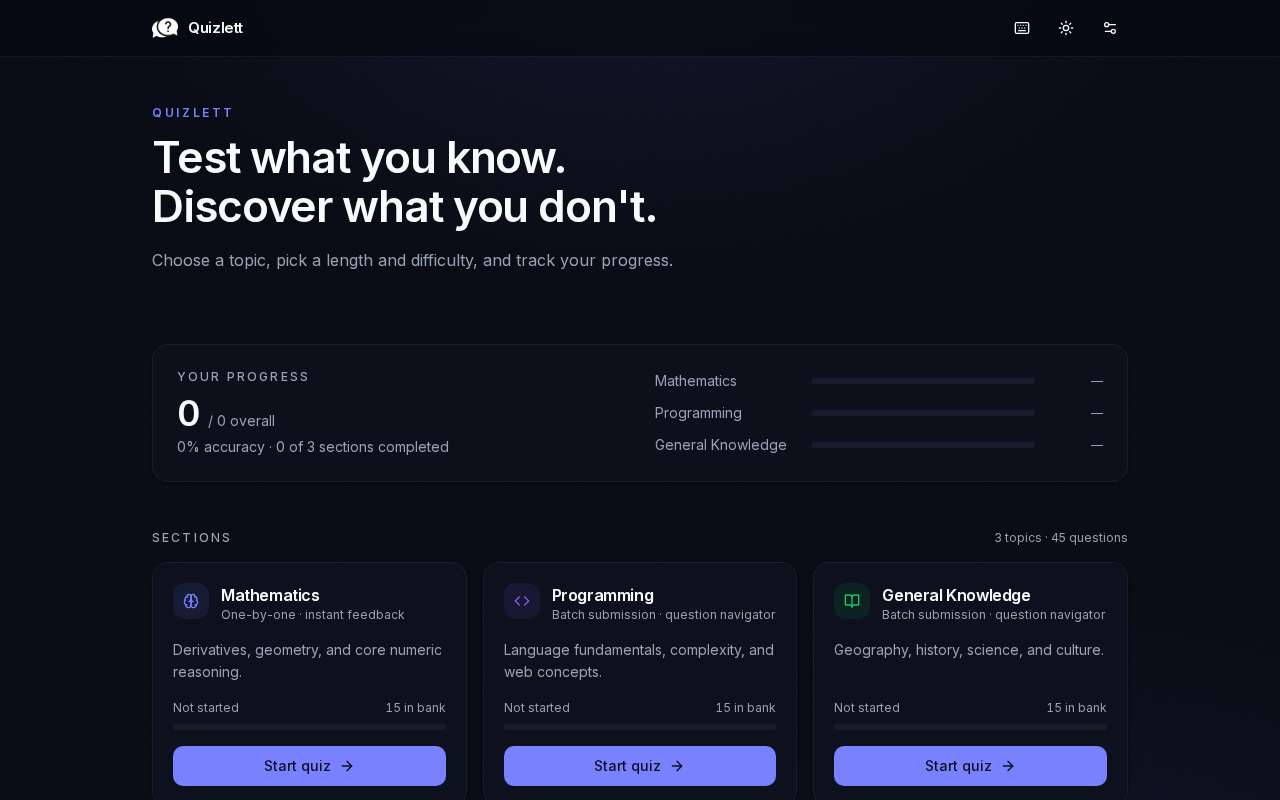 Quizlett
QUIZLETT
Test what you know.
Discover what you don't.
Choose a topic, pick a length and difficulty, and track your progress.
YOUR PROGRESS
0 / 0 overall
0% accuracy · 0 of 3 sections completed
Mathematics —
Programming —
General Knowledge —
SECTIONS
3 topics · 45 questions
Mathematics
One-by-one · instant feedback
Derivatives, geometry, and core numeric
reasoning.
Not started 15 in bank
Start quiz →
Programming
Batch submission · question navigator
Language fundamentals, complexity, and
web concepts.
Not started 15 in bank
Start quiz →
General Knowledge
Batch submission · question navigator
Geography, history, science, and culture.
Not started 15 in bank
Start quiz →